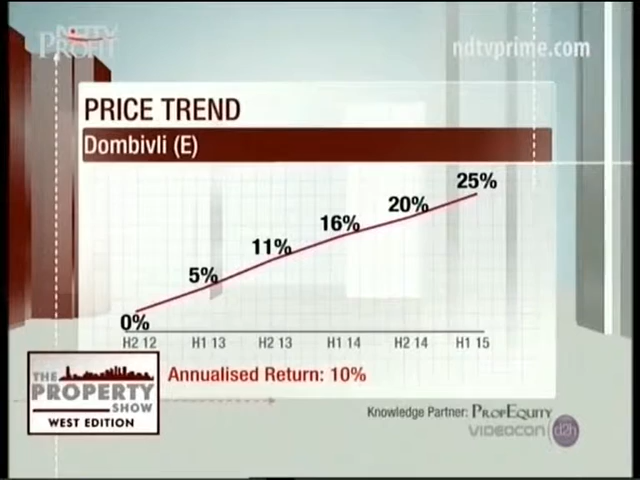 NDTV
PROFIT
ndtvprime.com
PRICE TREND
Dombivli (E)
25%
20%
16%
11%
5%
0%
H2 12 H1 13 H2 13 H1 14 H2 14 H1 15
Annualised Return: 10%
THE
PROPERTY
SHOW
WEST EDITION
Knowledge Partner: PROPEQUITY
VIDEOCON d2h